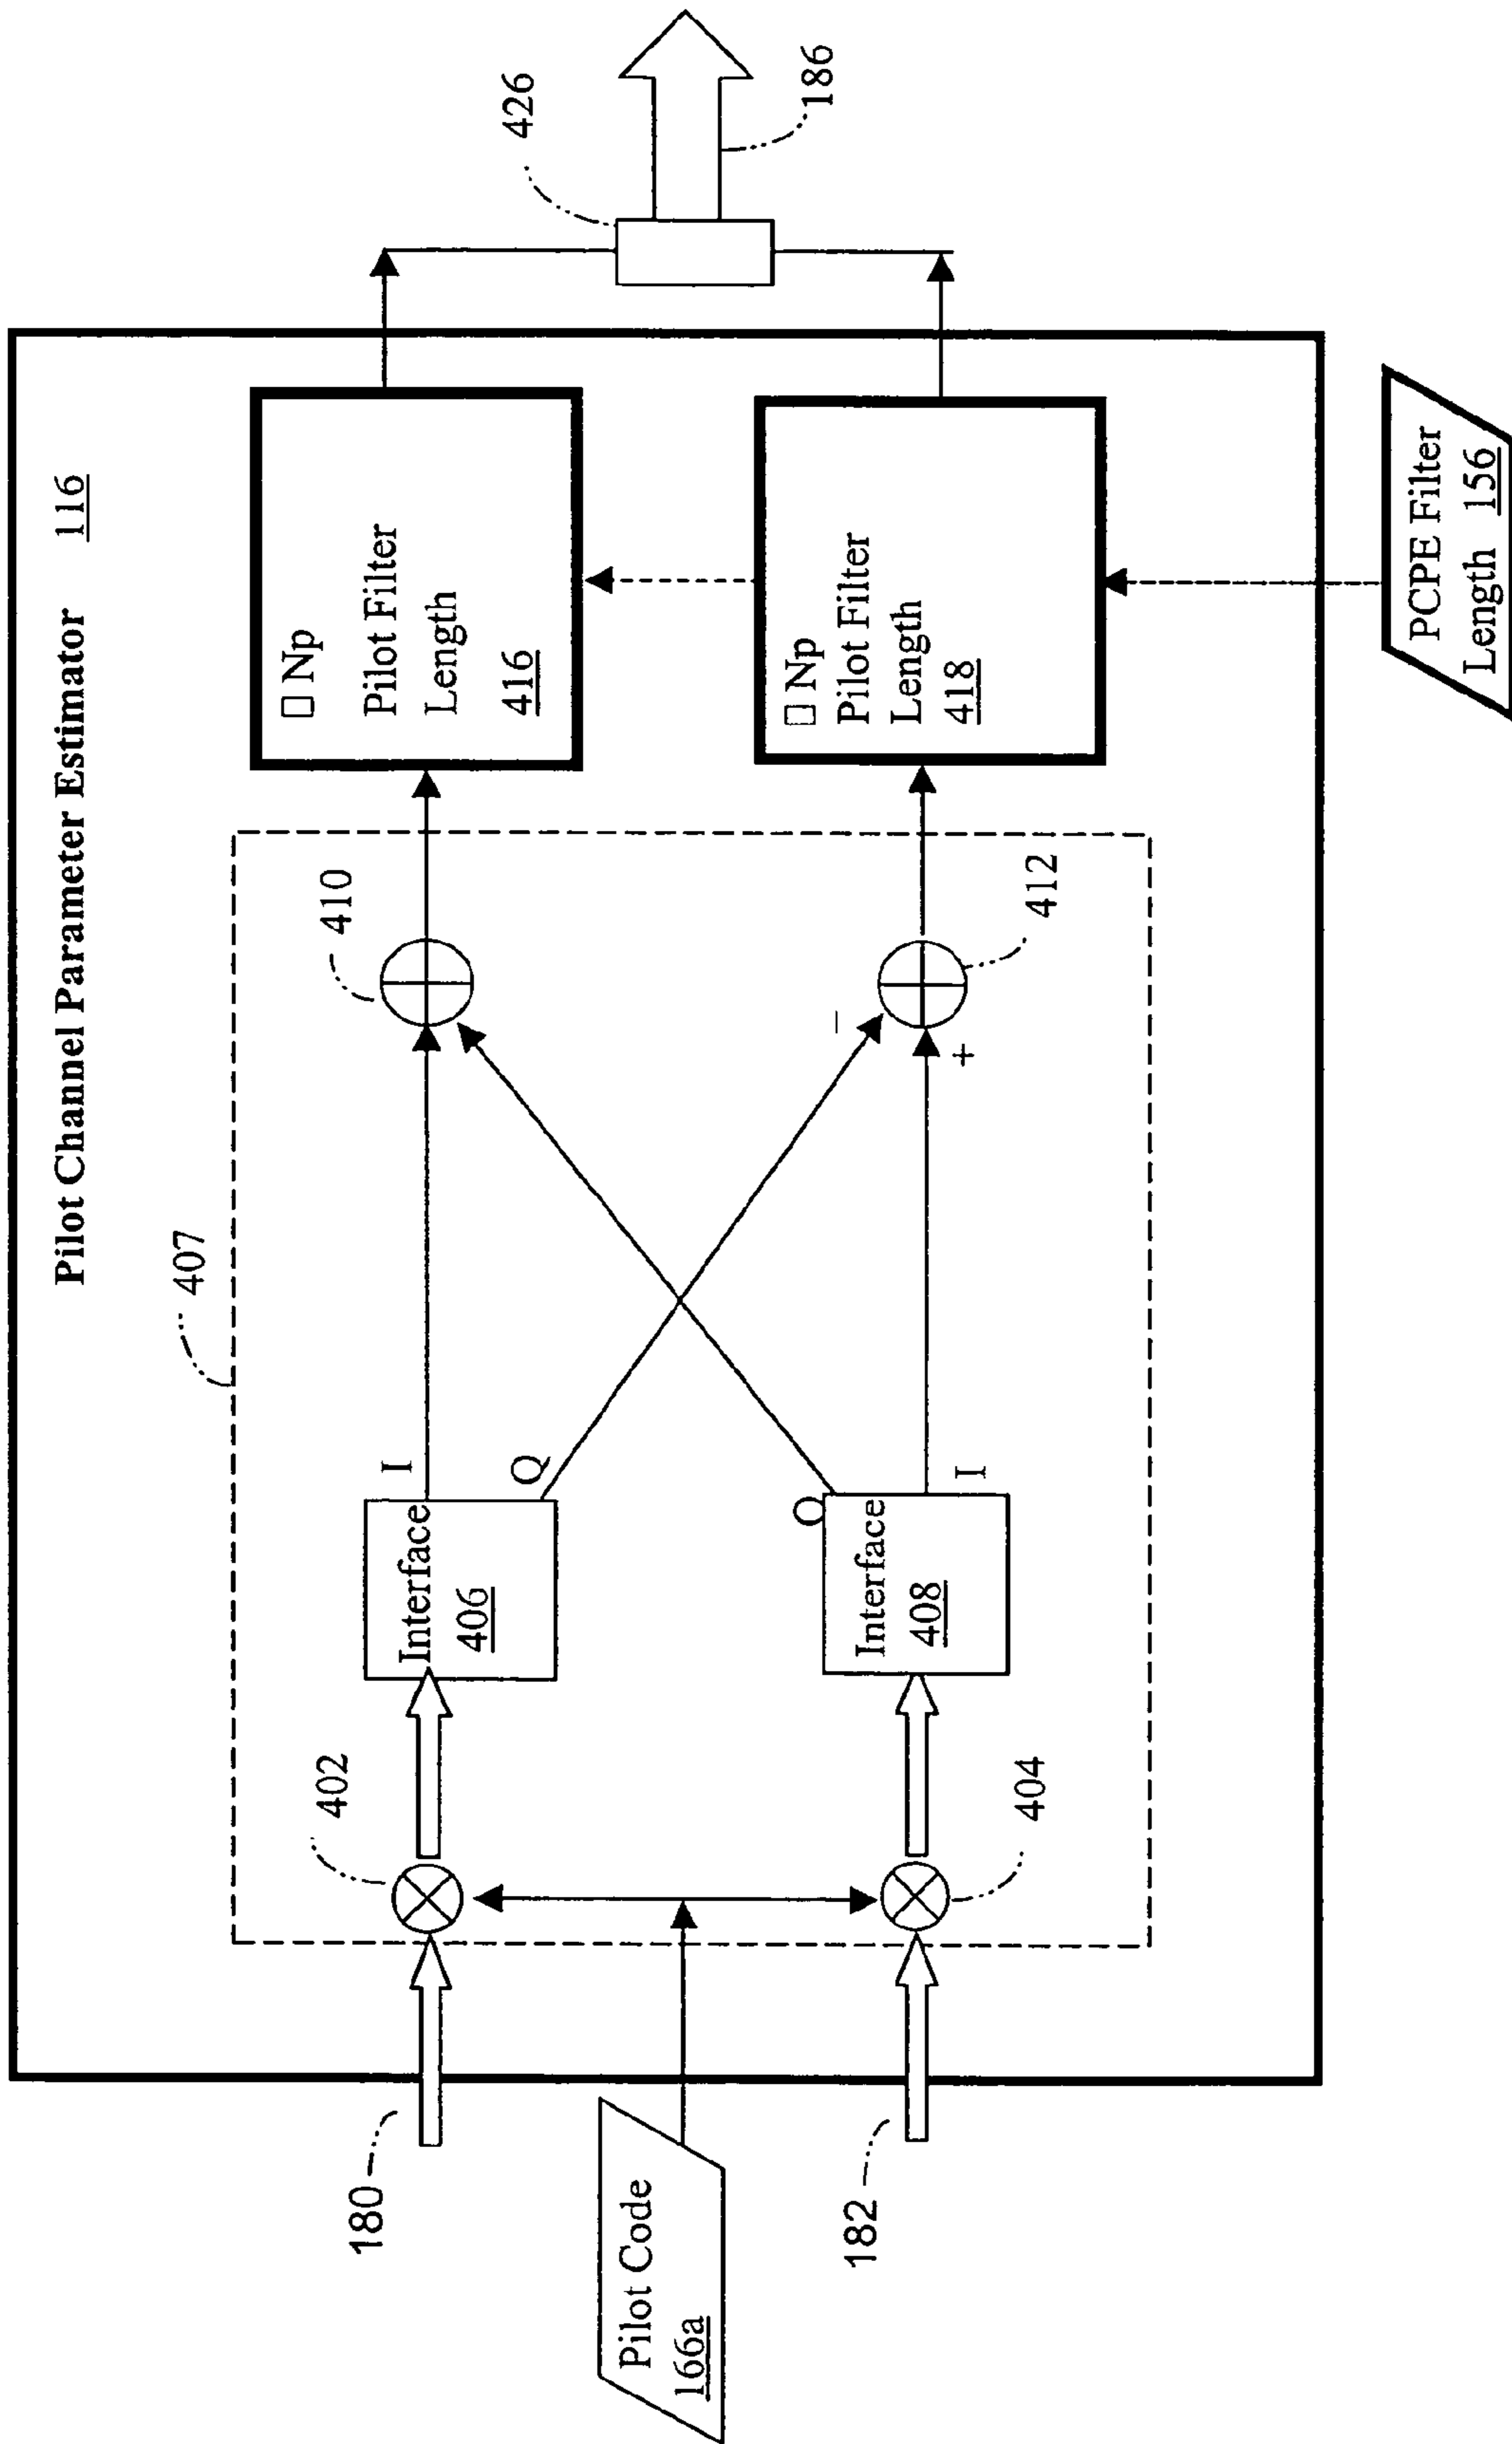 Pilot Channel Parameter Estimator 116
407
180
402
Interface
406
I
Q
410
□ Np
Pilot Filter
Length
416
426
186
Pilot Code
166a
182
404
Interface
408
Q
I
−
+
412
□ Np
Pilot Filter
Length
418
PCPE Filter
Length 156